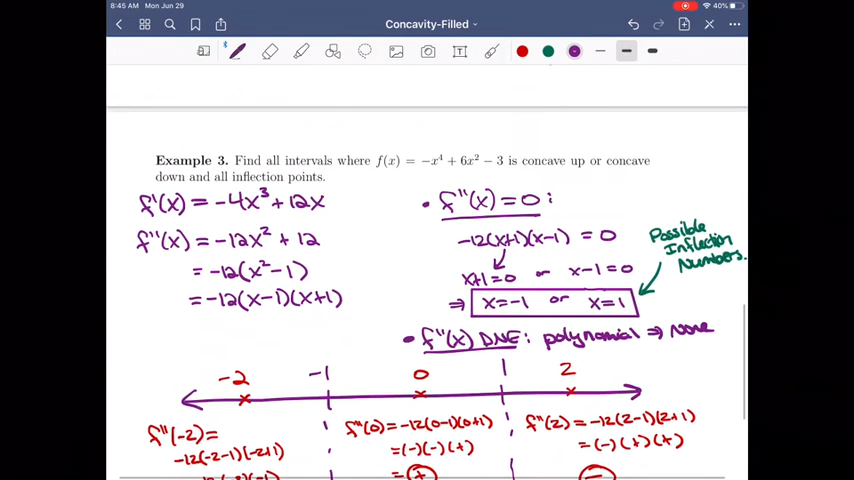 8:45 AM Mon Jun 29
40%
Concavity-Filled
Example 3. Find all intervals where f(x) = −x⁴ + 6x² − 3 is concave up or concave
down and all inflection points.
f'(x) = -4x³ + 12x
f''(x) = -12x² + 12
= -12(x² - 1)
= -12(x-1)(x+1)
• f''(x) = 0:
-12(x+1)(x-1) = 0
x+1=0 or x-1=0
⇒ x=-1 or x=1
Possible
Inflection
Numbers.
• f''(x) DNE: polynomial ⇒ None
-2 -1 0 1 2
f''(-2)=
-12(-2-1)(-2+1)
f''(0) = -12(0-1)(0+1)
= (-)(-)(+)
= +
f''(2) = -12(2-1)(2+1)
= (-)(+)(+)